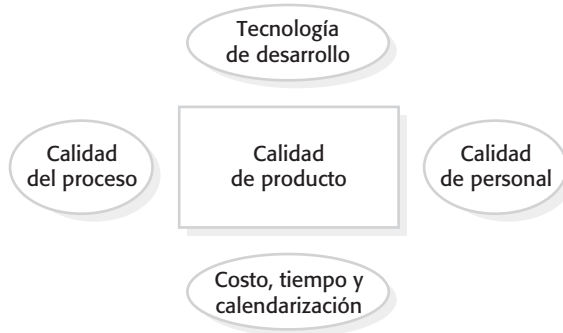 Tecnología
de desarrollo
Calidad
del proceso
Calidad
de producto
Calidad
de personal
Costo, tiempo y
calendarización